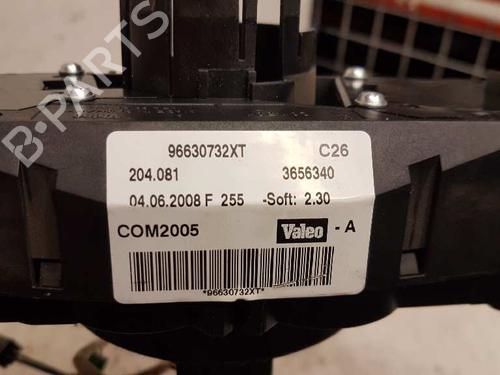 96630732XT C26
204.081 3656340
04.06.2008 F 255 -Soft: 2.30
COM2005 Valeo - A
*96630732XT*
B-PARTS